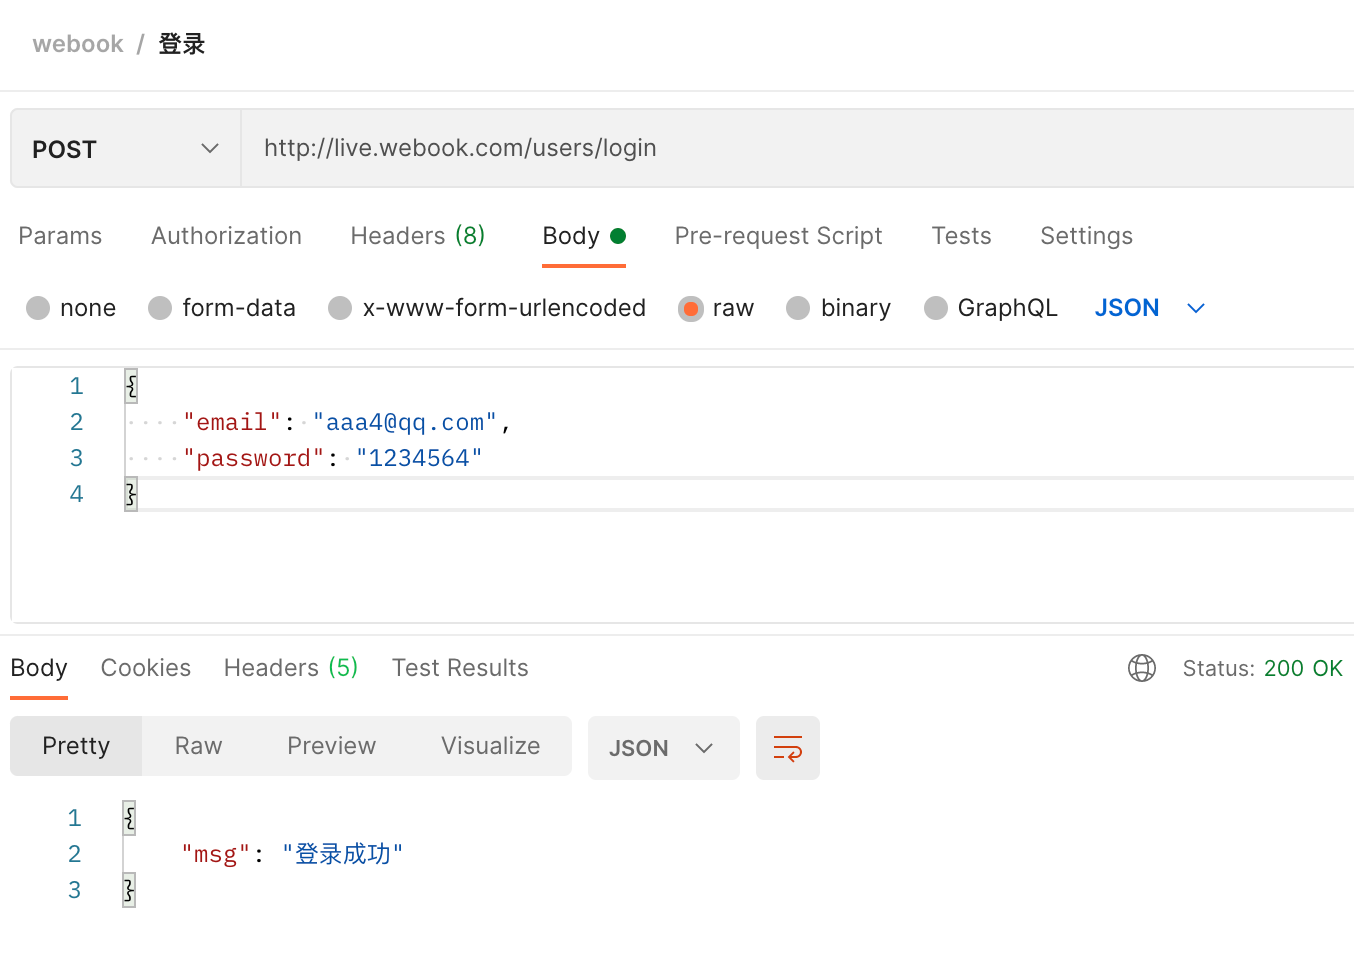 webook / 登录
POST http://live.webook.com/users/login
Params Authorization Headers (8) Body Pre-request Script Tests Settings
none form-data x-www-form-urlencoded raw binary GraphQL JSON
1 {
2 "email": "aaa4@qq.com",
3 "password": "1234564"
4 }
Body Cookies Headers (5) Test Results Status: 200 OK
Pretty Raw Preview Visualize JSON
1 {
2 "msg": "登录成功"
3 }